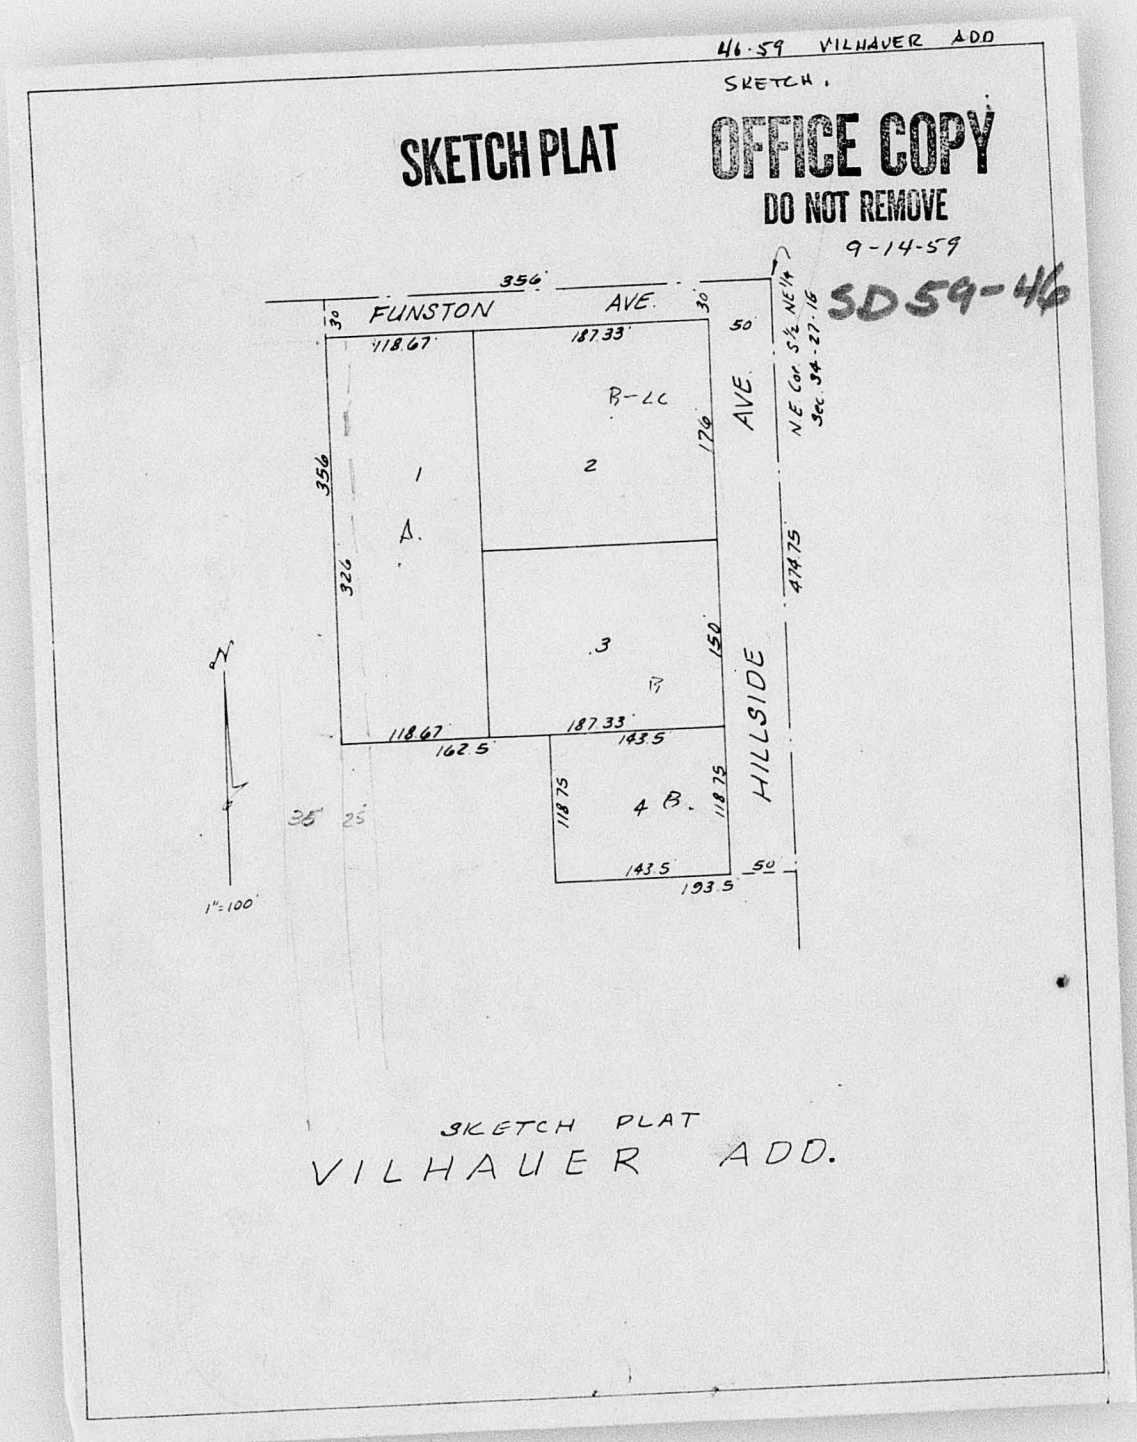 46-59 VILHAUER ADD
SKETCH.
SKETCH PLAT
OFFICE COPY
DO NOT REMOVE
9-14-59
SD59-46
356'
FUNSTON AVE.
30
30
50
118.67'
187.33'
NE Cor. S½ NE¼
Sec. 34-27-1E
AVE.
B-LC
176
356
1
2
A.
326
474.75
3
150
B
HILLSIDE
N
118.67'
187.33'
162.5
143.5
118.75
4 B.
118.75
35' 25'
143.5
50
193.5
1"=100'
SKETCH PLAT
VILHAUER ADD.